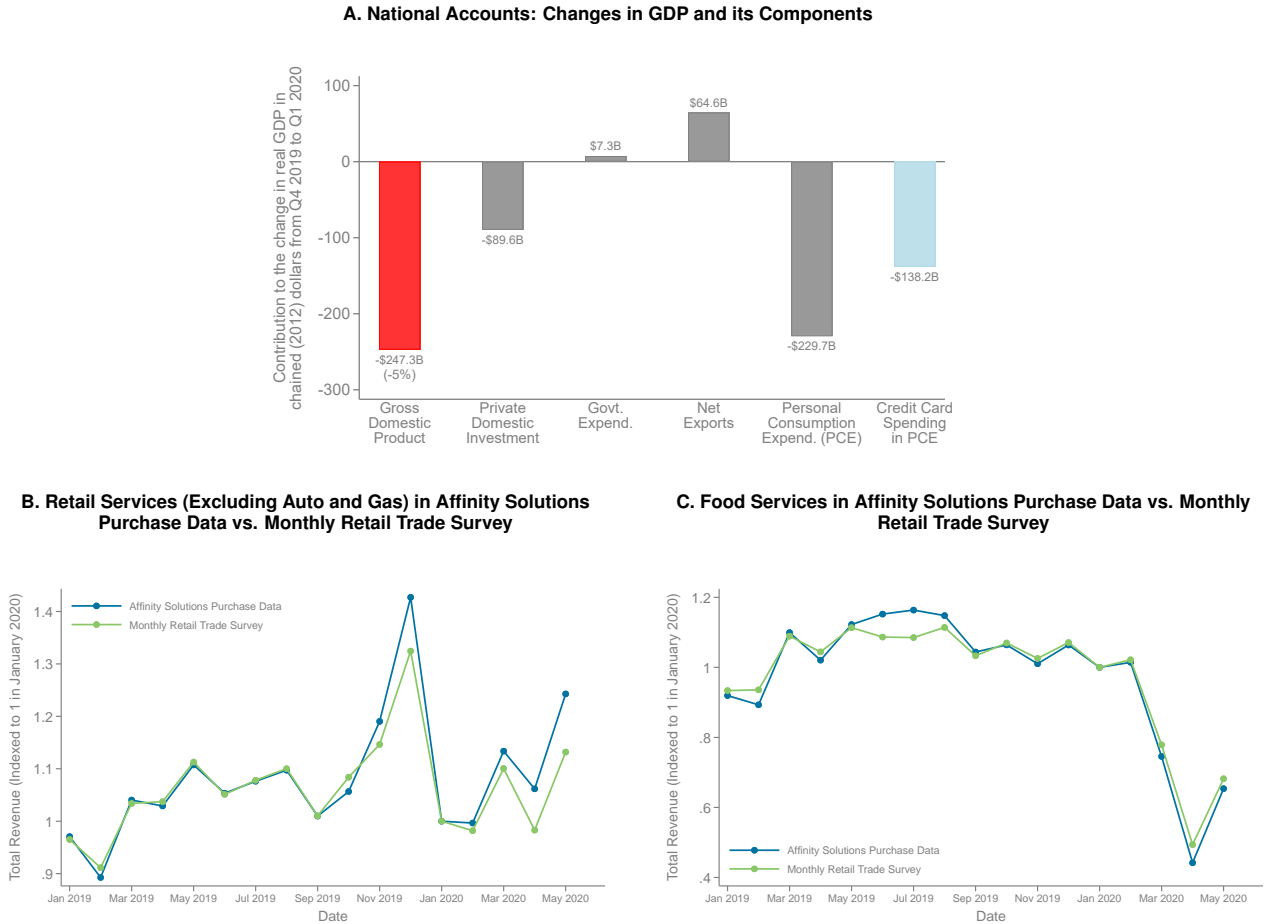 A. National Accounts: Changes in GDP and its Components
Contribution to the change in real GDP in
chained (2012) dollars from Q4 2019 to Q1 2020
100
0
-100
-200
-300
-$247.3B
(-5%)
-$89.6B
$7.3B
$64.6B
-$229.7B
-$138.2B
Gross
Domestic
Product
Private
Domestic
Investment
Govt.
Expend.
Net
Exports
Personal
Consumption
Expend. (PCE)
Credit Card
Spending
in PCE
B. Retail Services (Excluding Auto and Gas) in Affinity Solutions
Purchase Data vs. Monthly Retail Trade Survey
Total Revenue (Indexed to 1 in January 2020)
1.4
1.3
1.2
1.1
1
.9
Affinity Solutions Purchase Data
Monthly Retail Trade Survey
Jan 2019
Mar 2019
May 2019
Jul 2019
Sep 2019
Nov 2019
Jan 2020
Mar 2020
May 2020
Date
C. Food Services in Affinity Solutions Purchase Data vs. Monthly
Retail Trade Survey
Total Revenue (Indexed to 1 in January 2020)
1.2
1
.8
.6
.4
Affinity Solutions Purchase Data
Monthly Retail Trade Survey
Jan 2019
Mar 2019
May 2019
Jul 2019
Sep 2019
Nov 2019
Jan 2020
Mar 2020
May 2020
Date